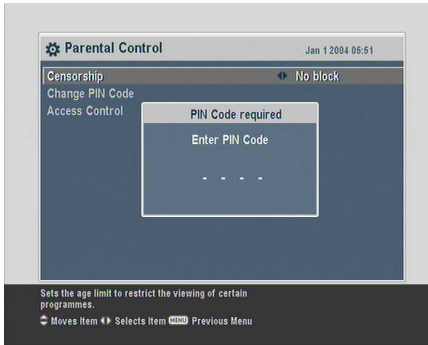 Parental Control
Jan 1 2004 05:51
Censorship
No block
Change PIN Code
Access Control
PIN Code required
Enter PIN Code
- - - -
Sets the age limit to restrict the viewing of certain
programmes.
Moves Item Selects Item MENU Previous Menu